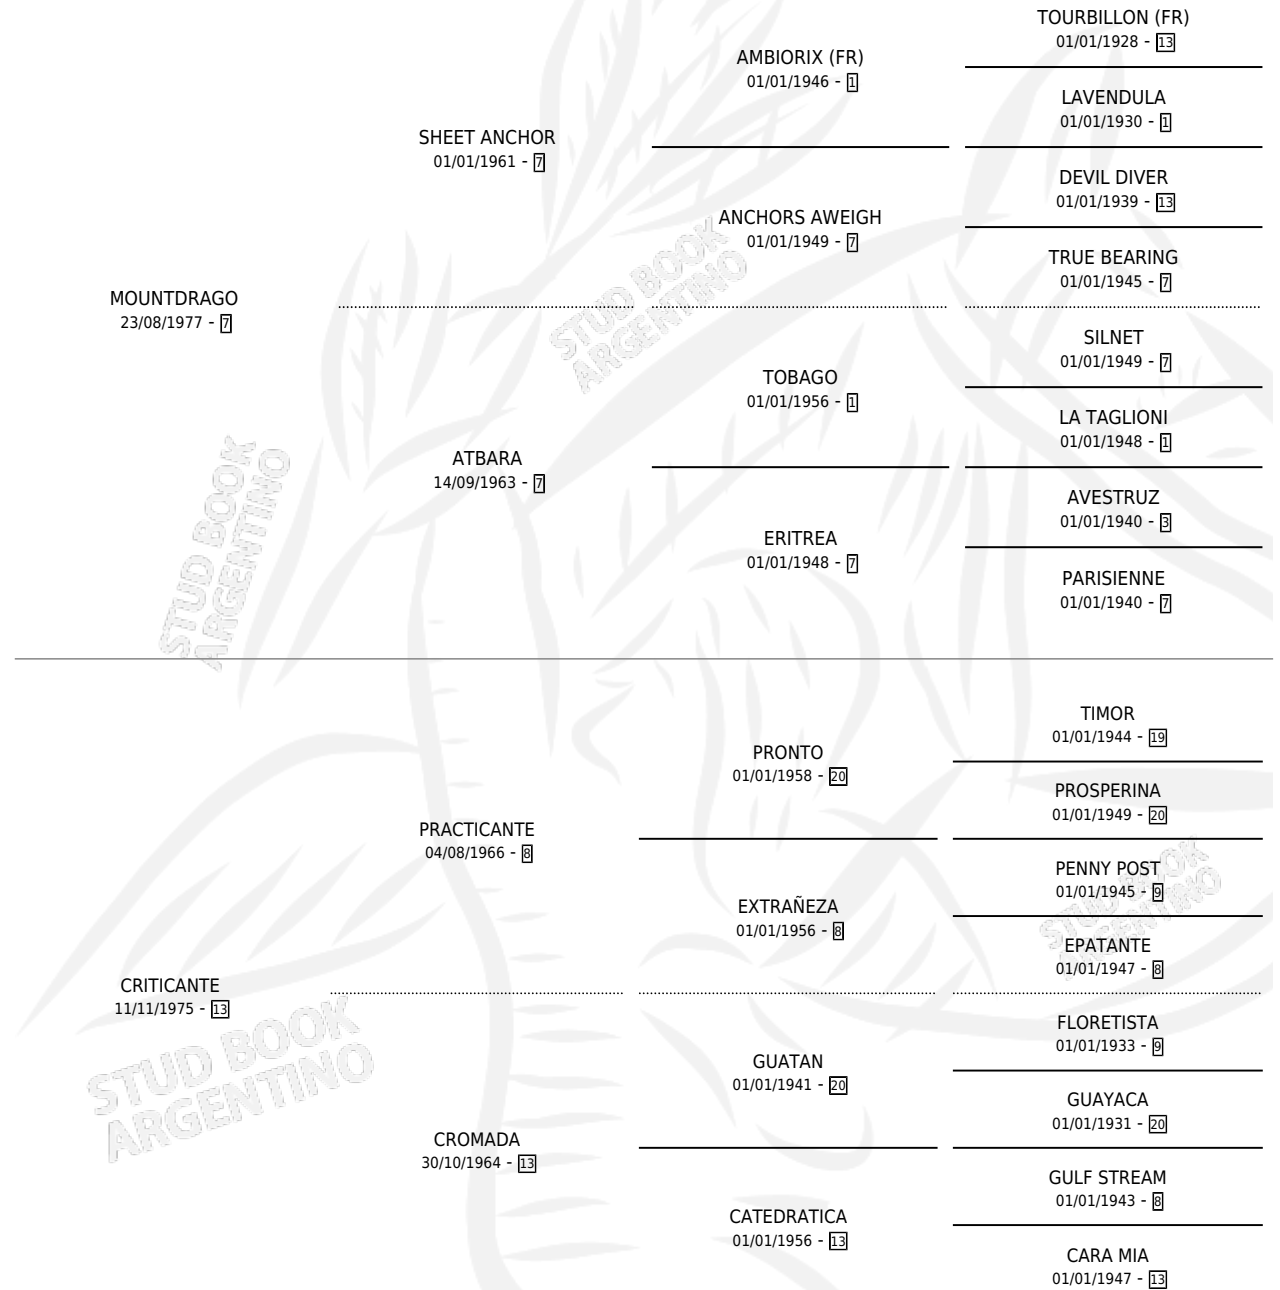 TOURBILLON (FR)
01/01/1928 - 13
AMBIORIX (FR)
01/01/1946 - 1
LAVENDULA
01/01/1930 - 1
SHEET ANCHOR
01/01/1961 - 7
DEVIL DIVER
01/01/1939 - 13
ANCHORS AWEIGH
01/01/1949 - 7
TRUE BEARING
01/01/1945 - 7
MOUNTDRAGO
23/08/1977 - 7
STUD BOOK
ARGENTINO
SILNET
01/01/1949 - 7
TOBAGO
01/01/1956 - 1
LA TAGLIONI
01/01/1948 - 1
ATBARA
14/09/1963 - 7
AVESTRUZ
01/01/1940 - 3
ERITREA
01/01/1948 - 7
PARISIENNE
01/01/1940 - 7
STUD BOOK
ARGENTINO
TIMOR
01/01/1944 - 19
PRONTO
01/01/1958 - 20
PROSPERINA
01/01/1949 - 20
PRACTICANTE
04/08/1966 - 8
PENNY POST
01/01/1945 - 9
EXTRAÑEZA
01/01/1956 - 8
EPATANTE
01/01/1947 - 8
STUD BOOK
ARGENTINO
CRITICANTE
11/11/1975 - 13
FLORETISTA
01/01/1933 - 9
GUATAN
01/01/1941 - 20
GUAYACA
01/01/1931 - 20
STUD BOOK
ARGENTINO
CROMADA
30/10/1964 - 13
GULF STREAM
01/01/1943 - 8
CATEDRATICA
01/01/1956 - 13
CARA MIA
01/01/1947 - 13